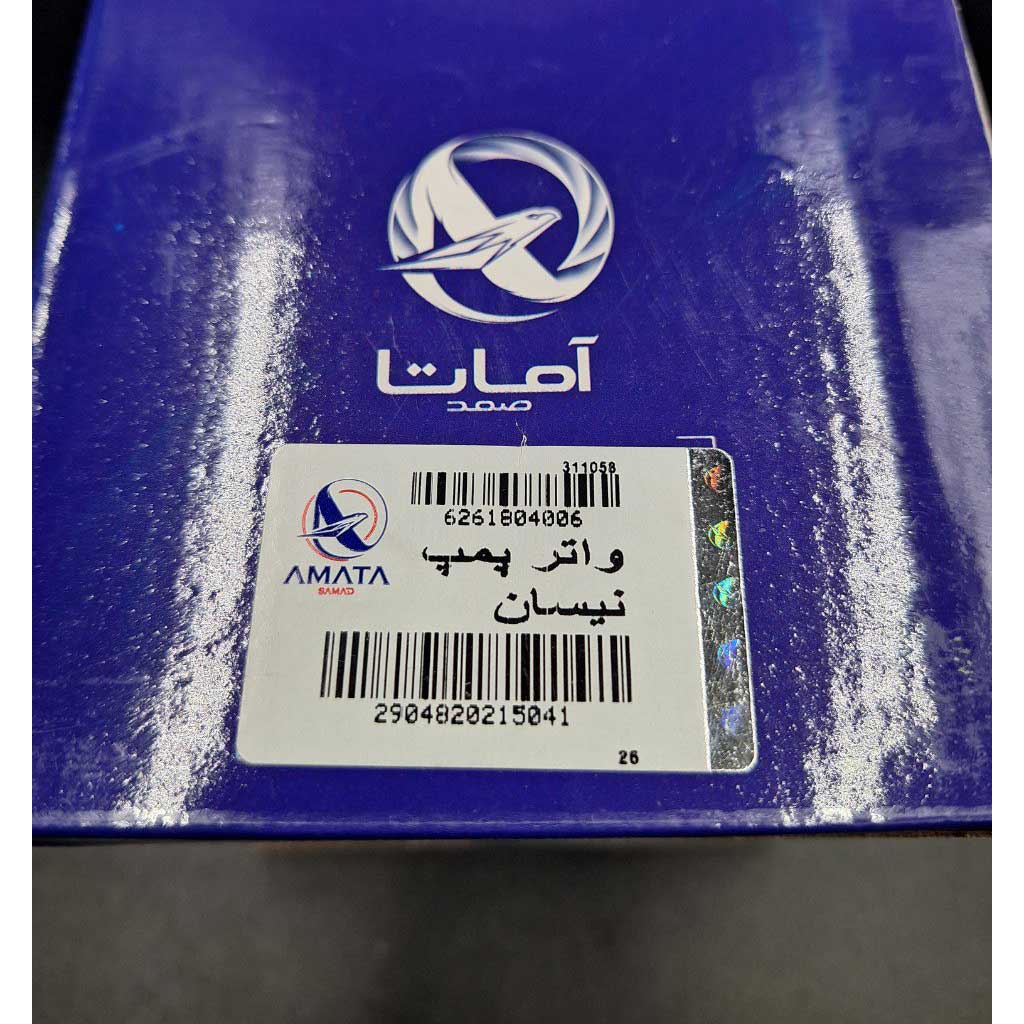 آماتا
صمد
311058
6261804006
واتر پمپ
نیسان
AMATA
SAMAD
2904820215041
26